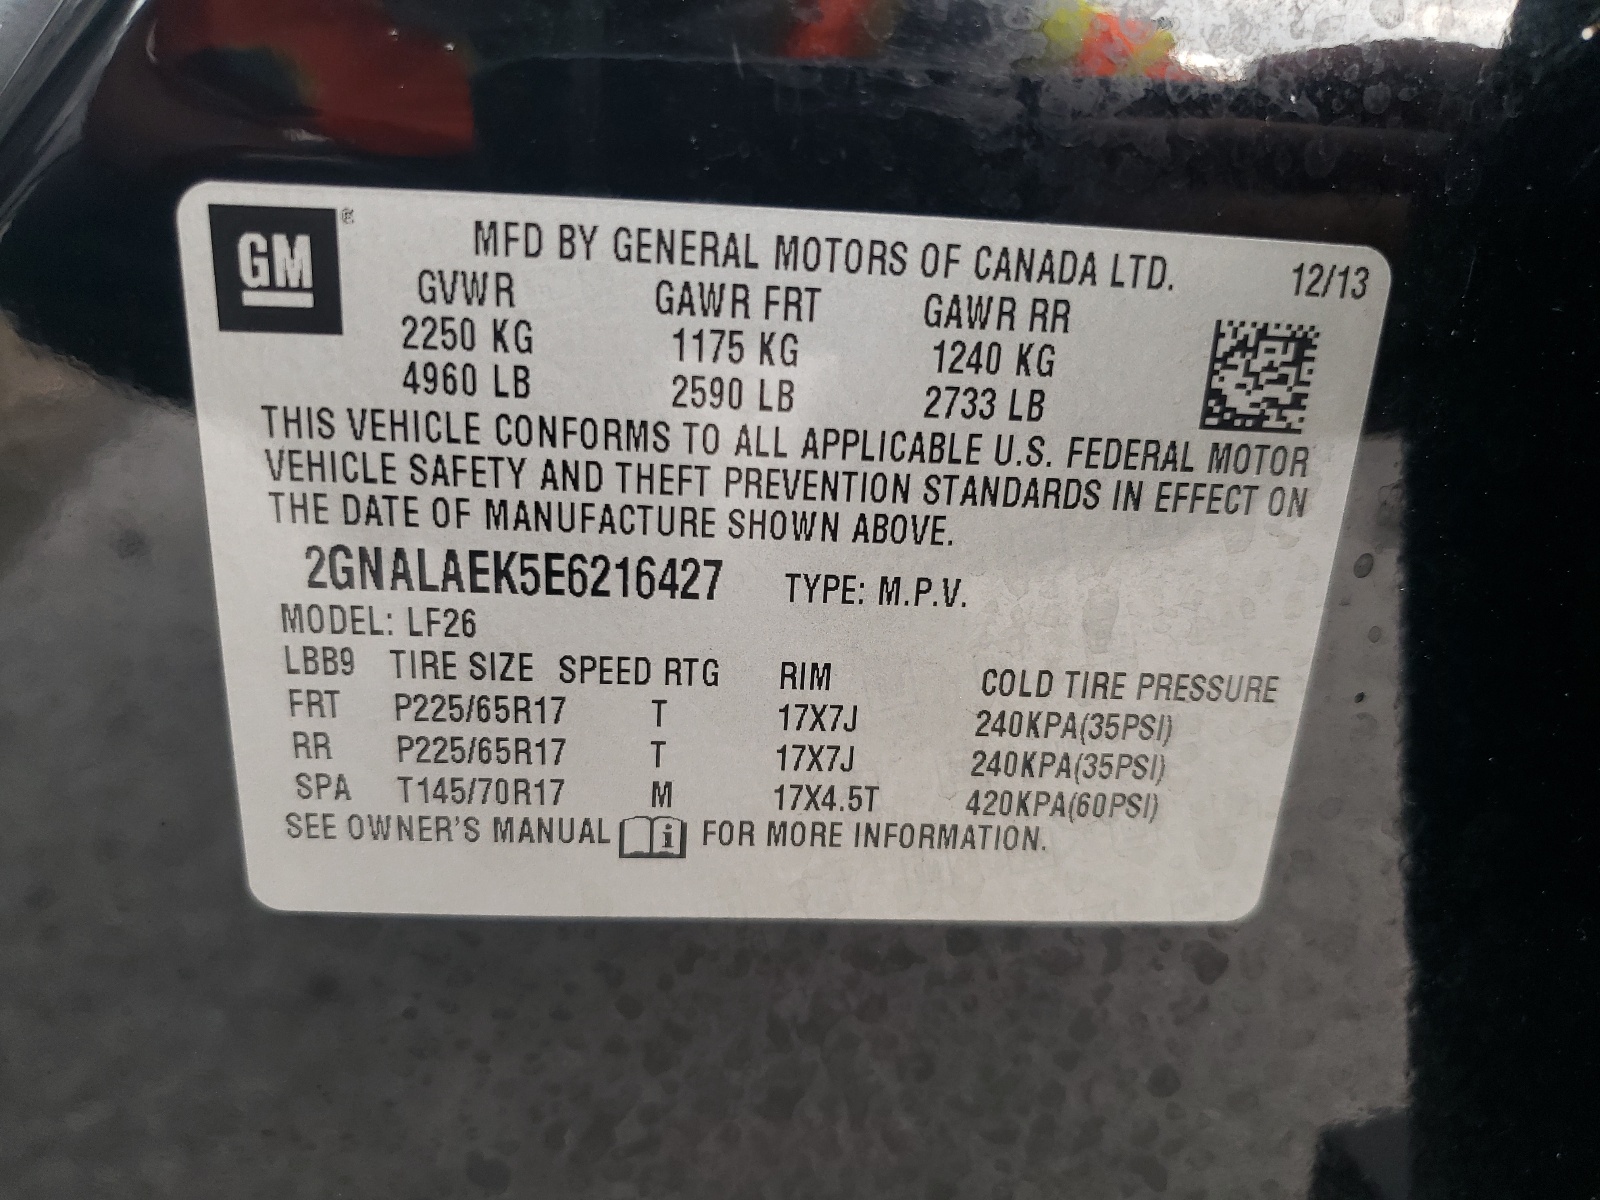 GM ®
MFD BY GENERAL MOTORS OF CANADA LTD. 12/13
GVWR GAWR FRT GAWR RR
2250 KG 1175 KG 1240 KG
4960 LB 2590 LB 2733 LB
THIS VEHICLE CONFORMS TO ALL APPLICABLE U.S. FEDERAL MOTOR
VEHICLE SAFETY AND THEFT PREVENTION STANDARDS IN EFFECT ON
THE DATE OF MANUFACTURE SHOWN ABOVE.
2GNALAEK5E6216427 TYPE: M.P.V.
MODEL: LF26
LBB9 TIRE SIZE SPEED RTG RIM COLD TIRE PRESSURE
FRT P225/65R17 T 17X7J 240KPA(35PSI)
RR P225/65R17 T 17X7J 240KPA(35PSI)
SPA T145/70R17 M 17X4.5T 420KPA(60PSI)
SEE OWNER'S MANUAL i FOR MORE INFORMATION.